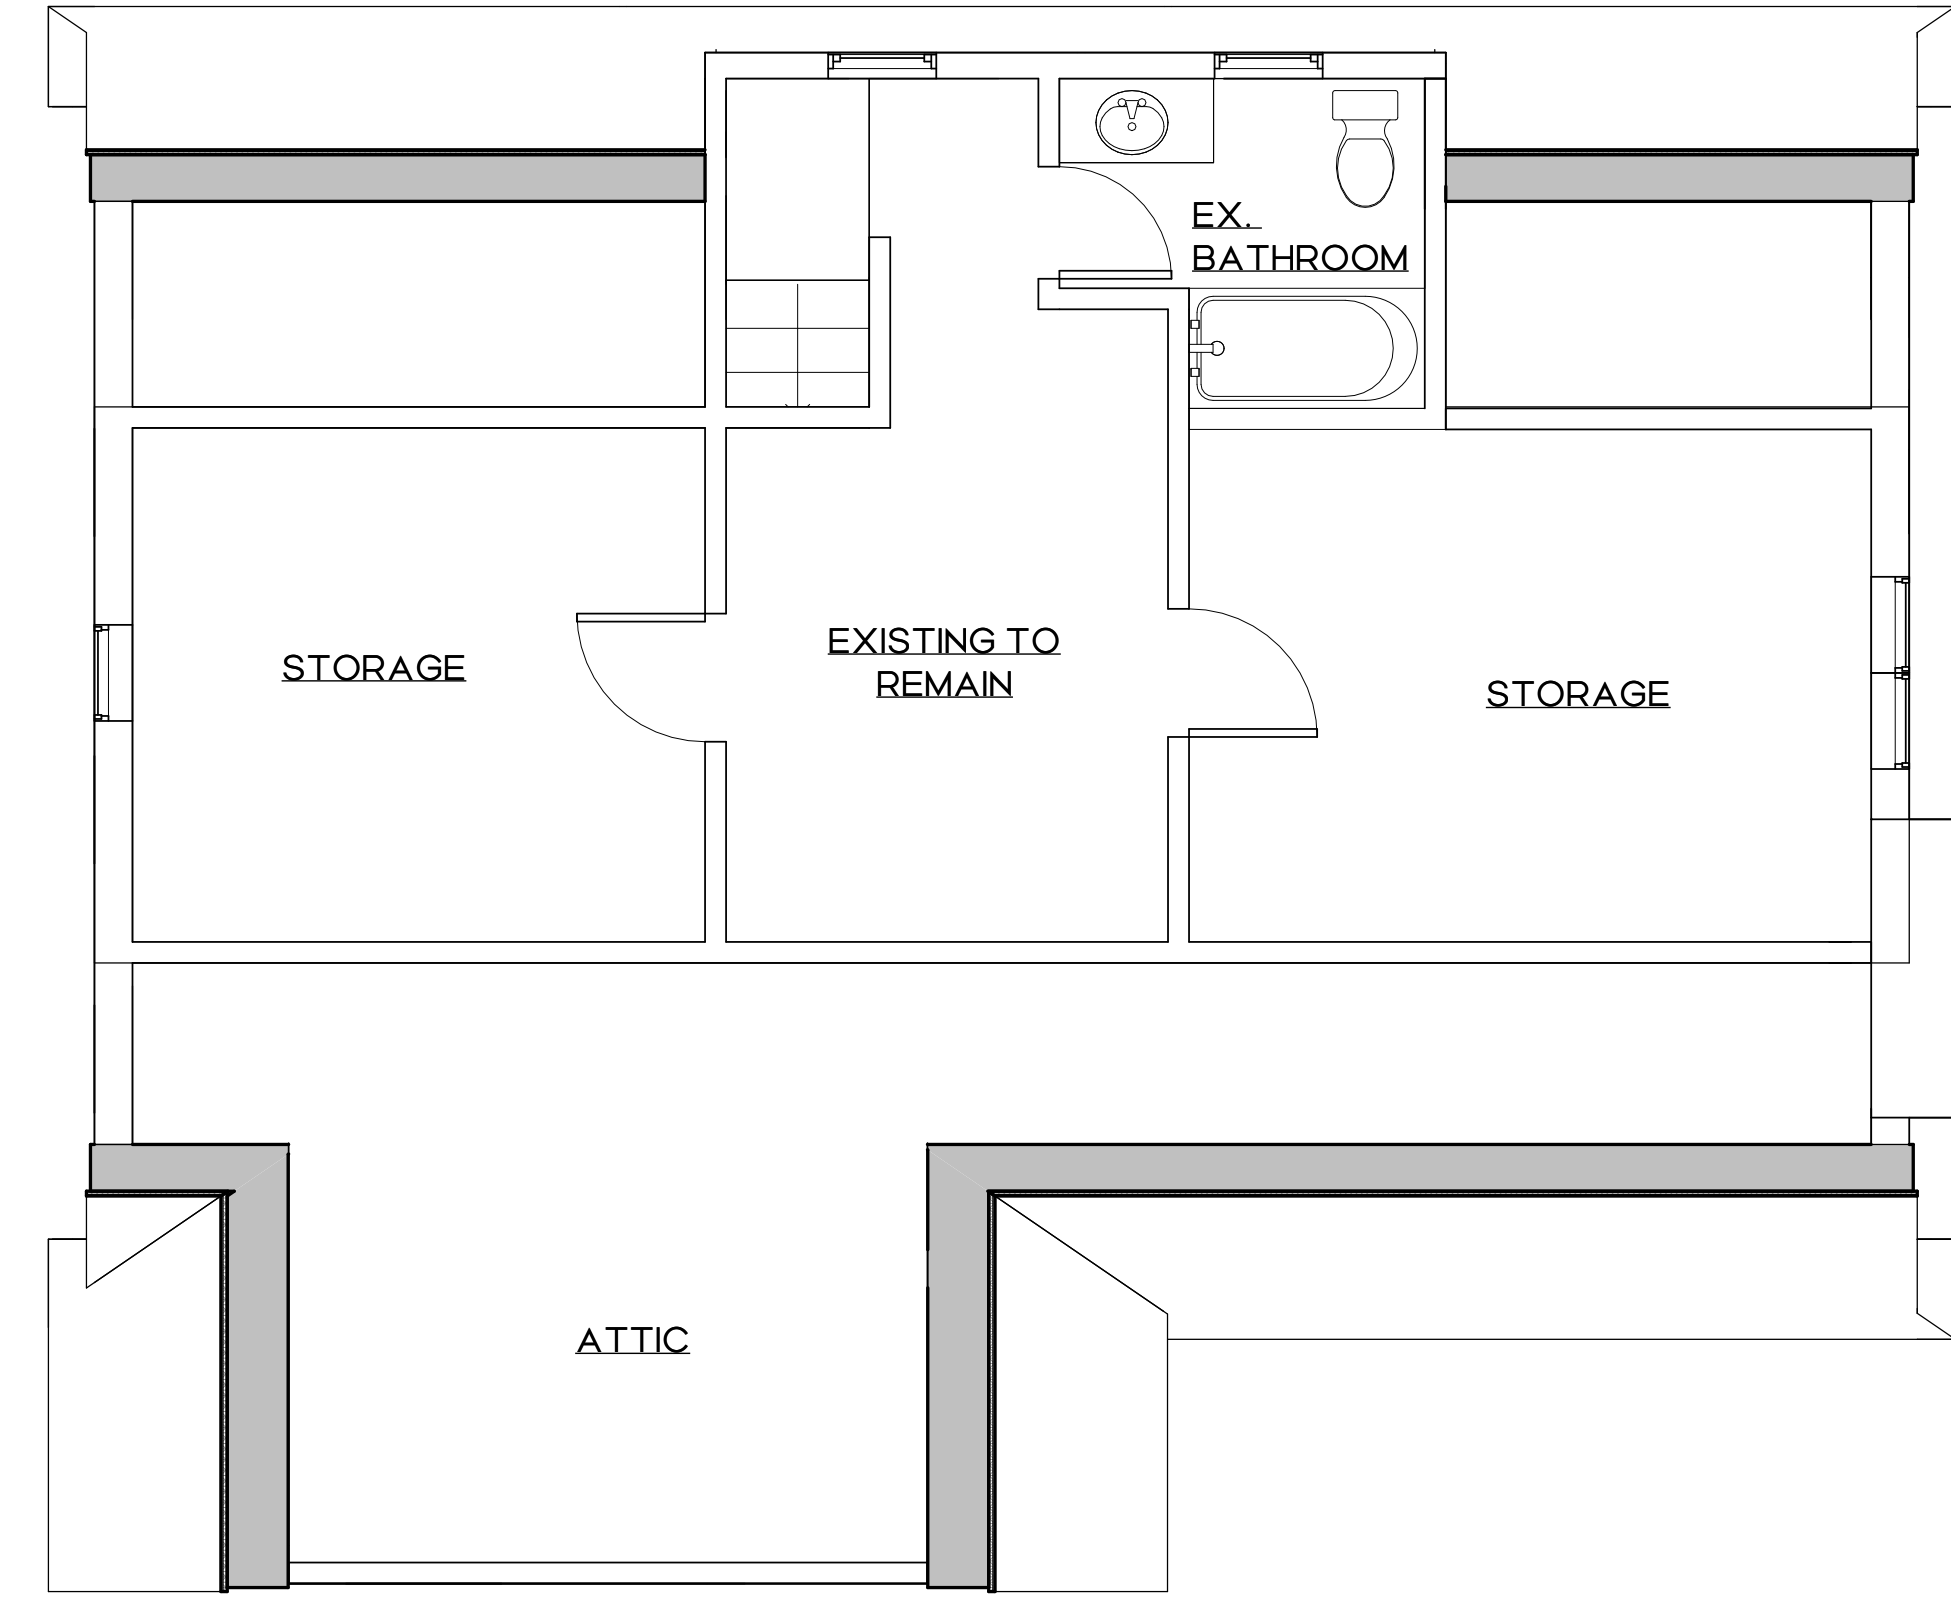 EX.
BATHROOM
EXISTING TO
REMAIN
STORAGE
STORAGE
ATTIC